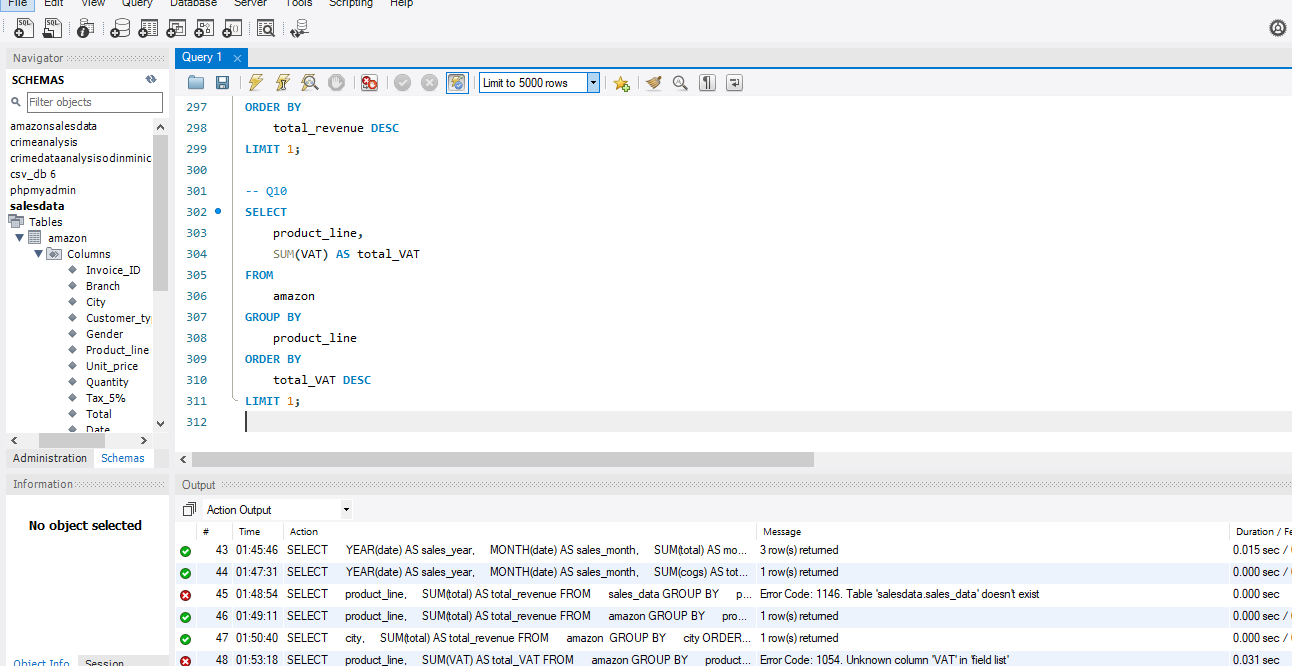 File Edit View Query Database Server Tools Scripting Help
Navigator
SCHEMAS
Filter objects
amazonsalesdata
crimeanalysis
crimedataanalysisodinminic
csv_db 6
phpmyadmin
salesdata
Tables
amazon
Columns
Invoice_ID
Branch
City
Customer_ty
Gender
Product_line
Unit_price
Quantity
Tax_5%
Total
Date
Administration Schemas
Information
No object selected
Object Info Session
Query 1
Limit to 5000 rows
297 ORDER BY
298 total_revenue DESC
299 LIMIT 1;
300
301 -- Q10
302 SELECT
303 product_line,
304 SUM(VAT) AS total_VAT
305 FROM
306 amazon
307 GROUP BY
308 product_line
309 ORDER BY
310 total_VAT DESC
311 LIMIT 1;
312
Output
Action Output
# Time Action Message Duration / Fe
43 01:45:46 SELECT YEAR(date) AS sales_year, MONTH(date) AS sales_month, SUM(total) AS mo... 3 row(s) returned 0.015 sec /
44 01:47:31 SELECT YEAR(date) AS sales_year, MONTH(date) AS sales_month, SUM(cogs) AS tot... 1 row(s) returned 0.000 sec /
45 01:48:54 SELECT product_line, SUM(total) AS total_revenue FROM sales_data GROUP BY p... Error Code: 1146. Table 'salesdata.sales_data' doesn't exist 0.000 sec
46 01:49:11 SELECT product_line, SUM(total) AS total_revenue FROM amazon GROUP BY pro... 1 row(s) returned 0.000 sec /
47 01:50:40 SELECT city, SUM(total) AS total_revenue FROM amazon GROUP BY city ORDER... 1 row(s) returned 0.000 sec /
48 01:53:18 SELECT product_line, SUM(VAT) AS total_VAT FROM amazon GROUP BY product... Error Code: 1054. Unknown column 'VAT' in 'field list' 0.031 sec